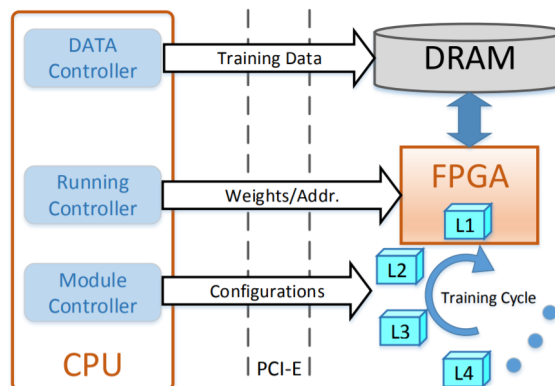 DATA
Controller
Training Data
DRAM
Running
Controller
Weights/Addr.
FPGA
L1
Module
Controller
Configurations
L2
L3
Training Cycle
L4
CPU
PCI-E